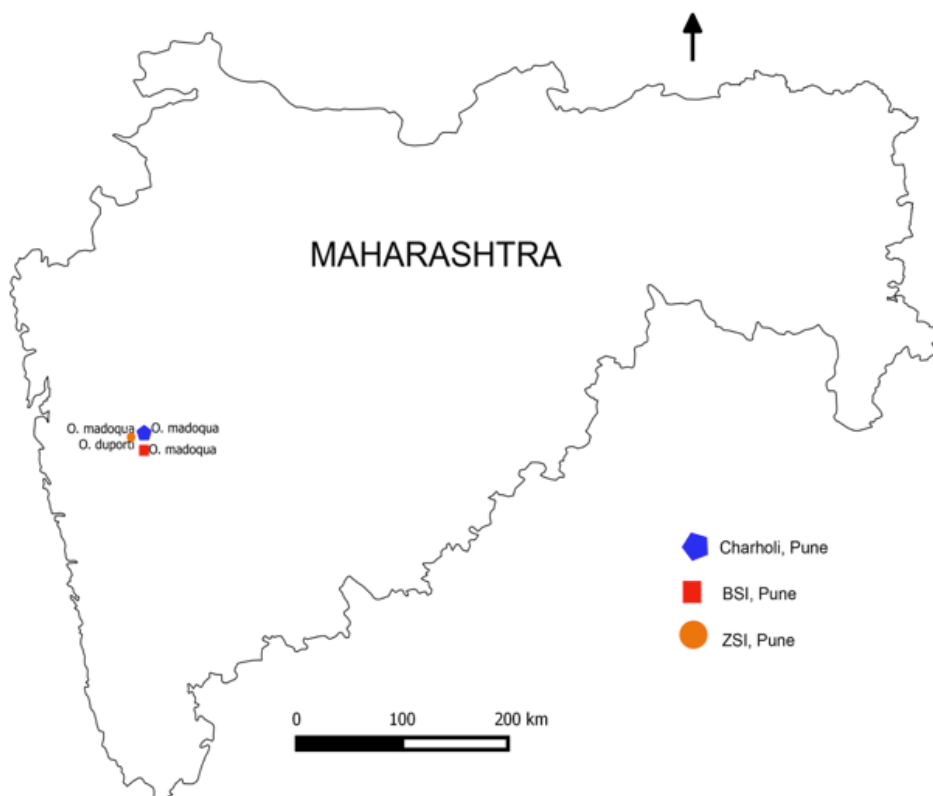 MAHARASHTRA
O. madoqua O. madoqua
O. duporti
O. madoqua
Charholi, Pune
BSI, Pune
ZSI, Pune
0 100 200 km